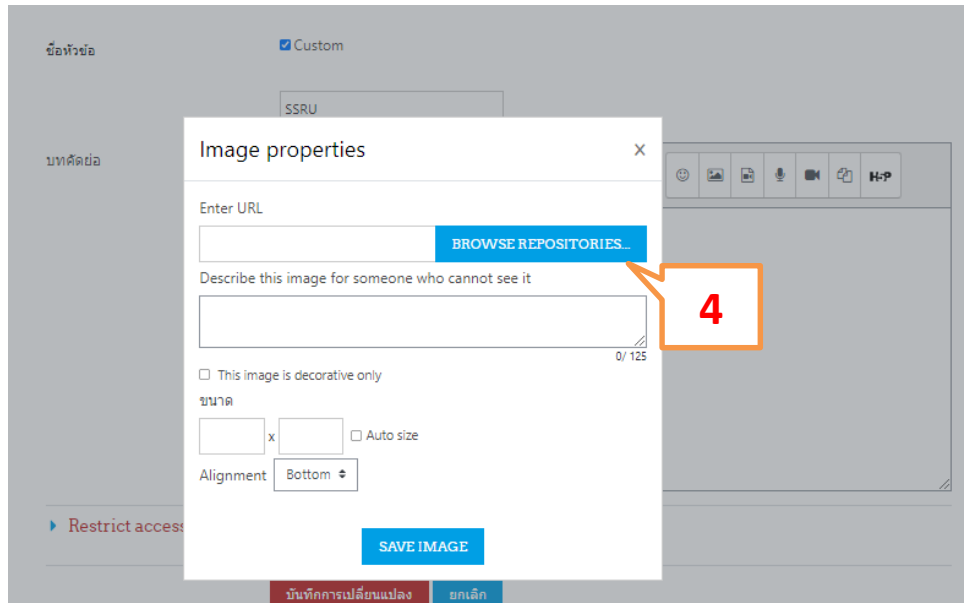 ชื่อหัวข้อ
Custom
SSRU
บทคัดย่อ
Image properties
x
H-P
Enter URL
BROWSE REPOSITORIES...
Describe this image for someone who cannot see it
4
0/ 125
This image is decorative only
ขนาด
x
Auto size
Alignment
Bottom
Restrict access
SAVE IMAGE
บันทึกการเปลี่ยนแปลง
ยกเลิก